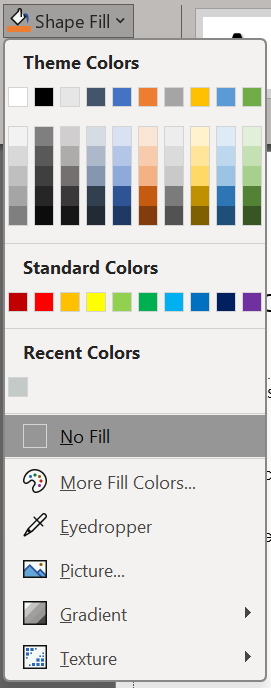 Shape Fill
Theme Colors
Standard Colors
Recent Colors
No Fill
More Fill Colors...
Eyedropper
Picture...
Gradient
Texture